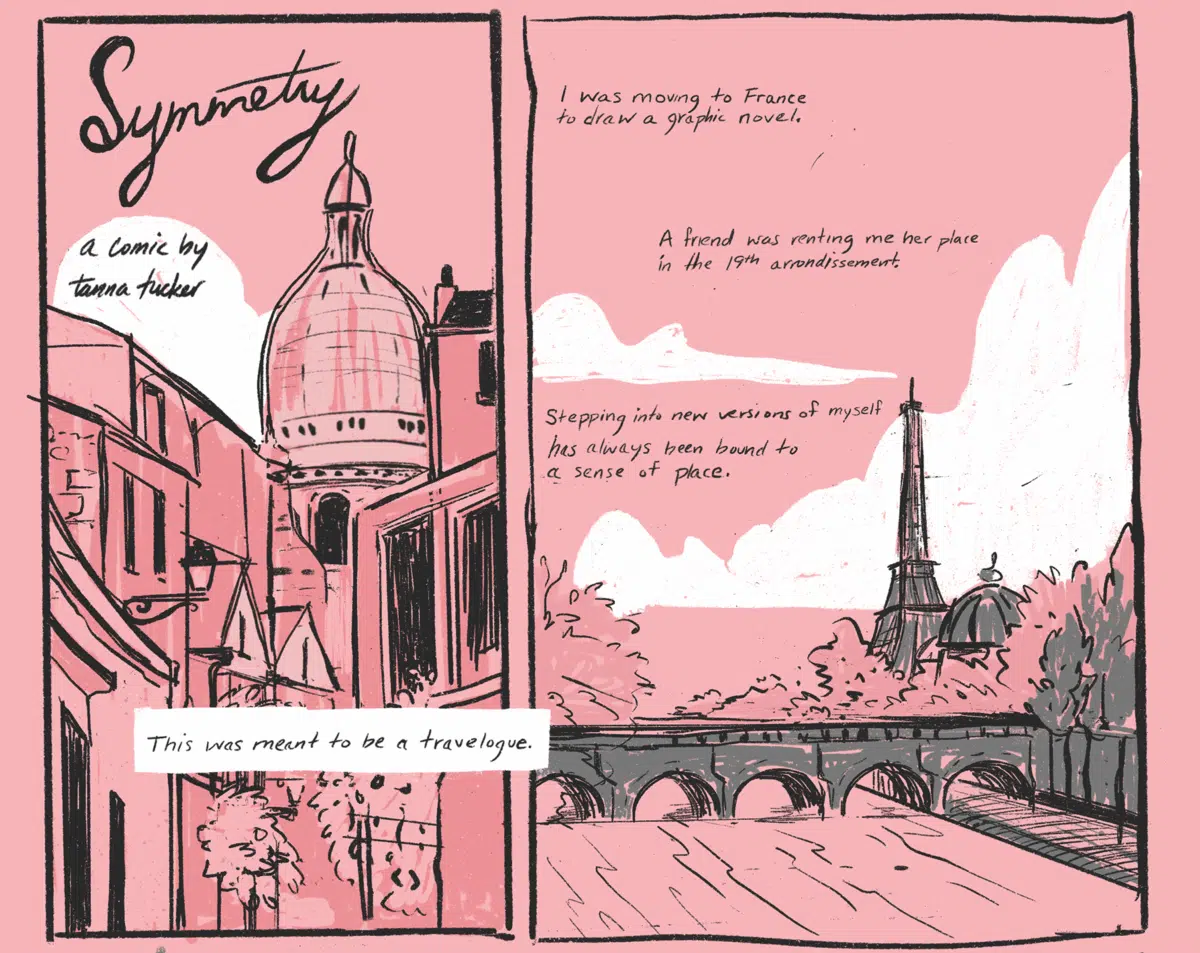 Symmetry
a comic by
tanna tucker
This was meant to be a travelogue.
I was moving to France
to draw a graphic novel.
A friend was renting me her place
in the 19th arrondissement.
Stepping into new versions of myself
has always been bound to
a sense of place.